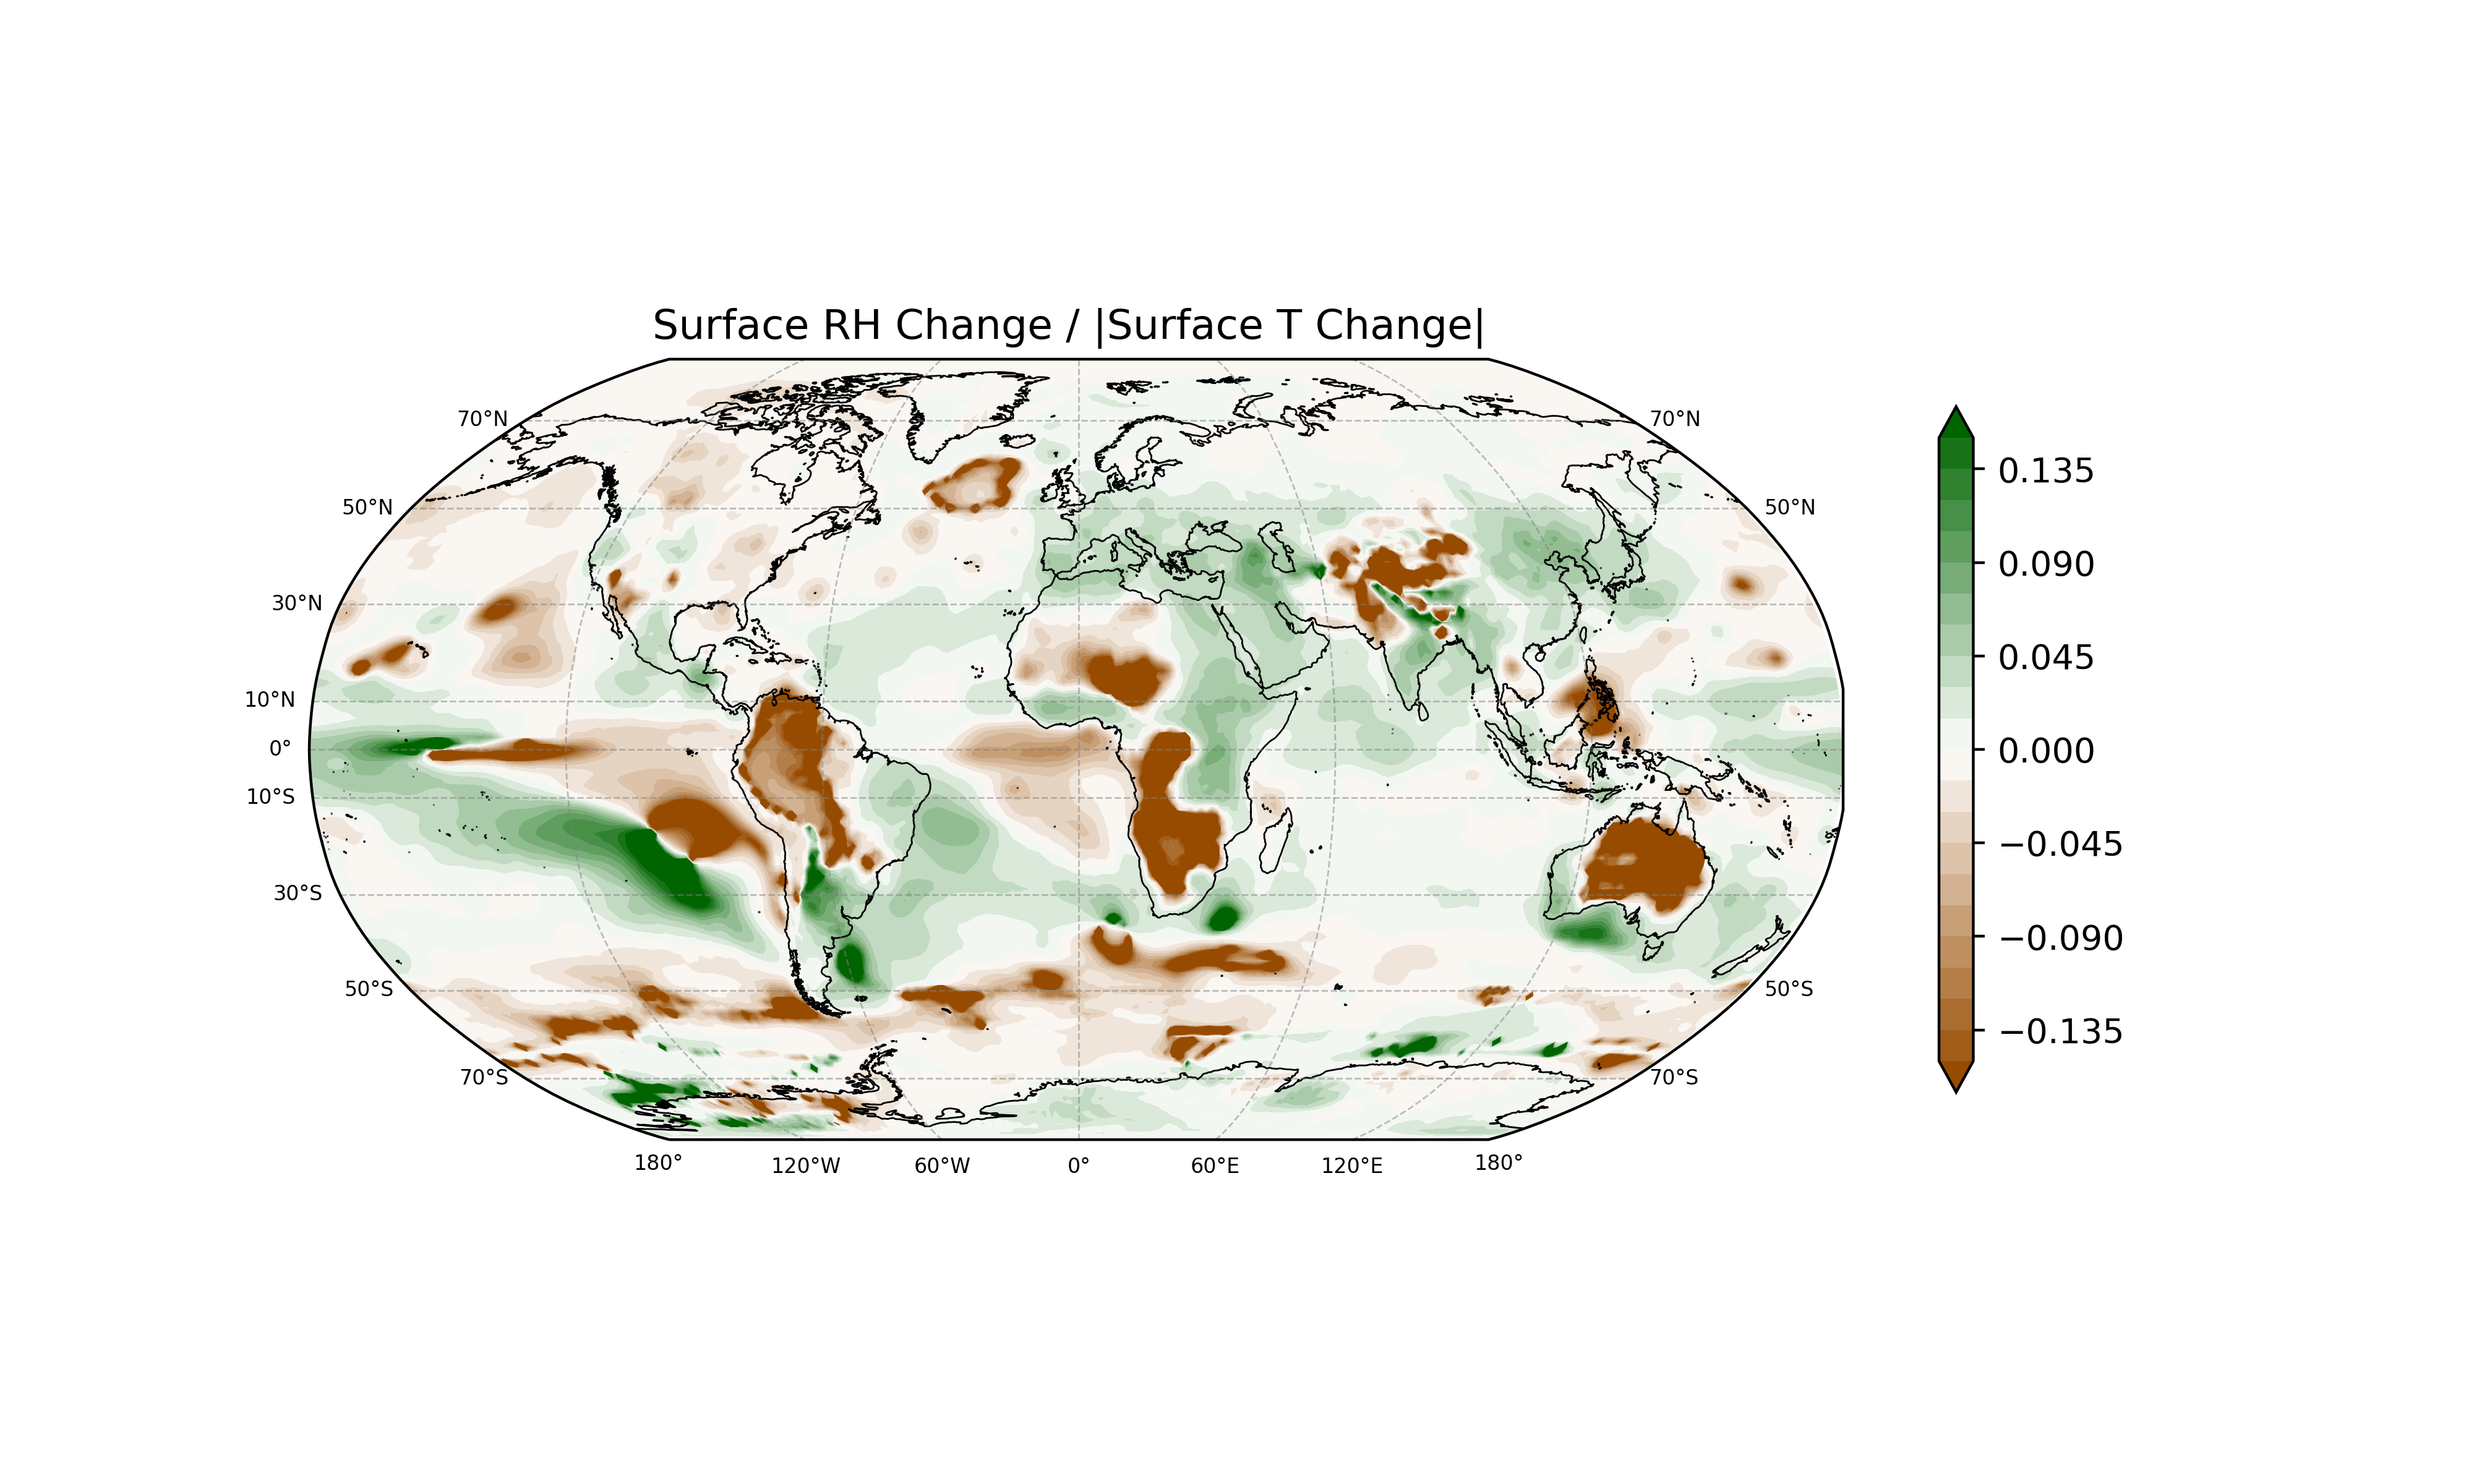 Surface RH Change / |Surface T Change|
70°N 70°N
50°N 50°N
30°N
10°N
0°
10°S
30°S
50°S 50°S
70°S 70°S
180° 120°W 60°W 0° 60°E 120°E 180°
0.135
0.090
0.045
0.000
−0.045
−0.090
−0.135